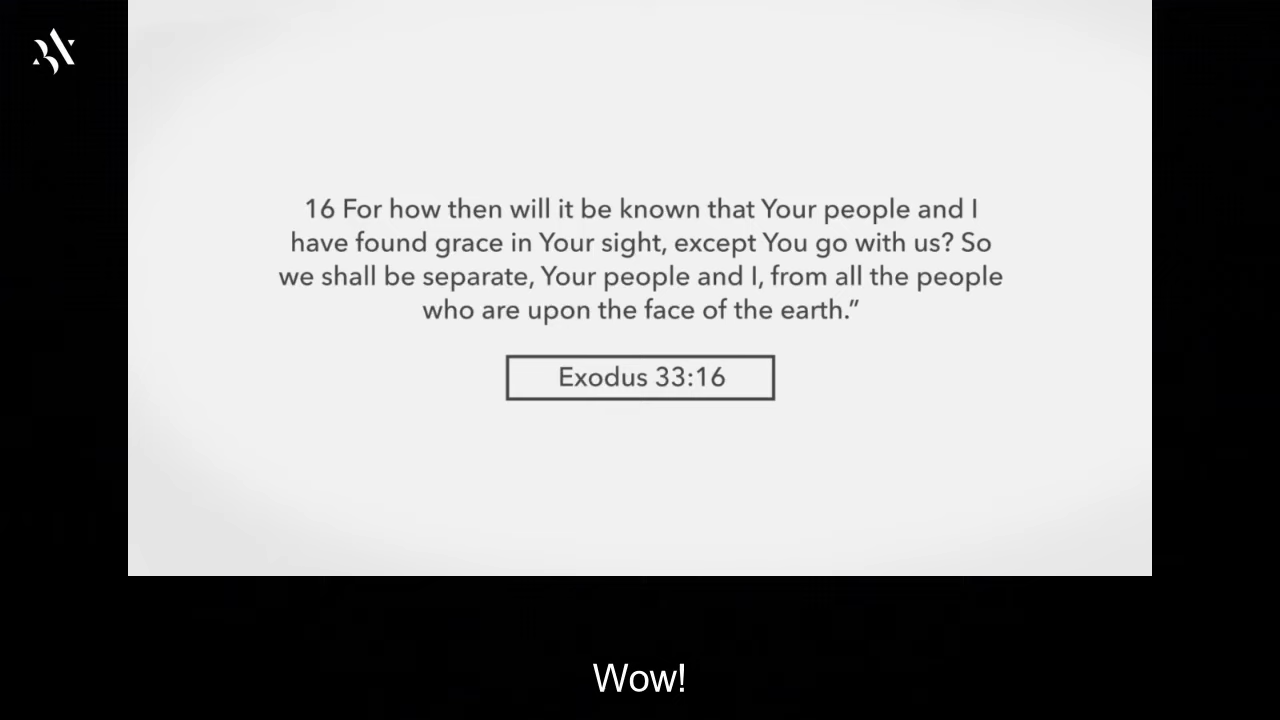 16 For how then will it be known that Your people and I
have found grace in Your sight, except You go with us? So
we shall be separate, Your people and I, from all the people
who are upon the face of the earth.”
Exodus 33:16
Wow!